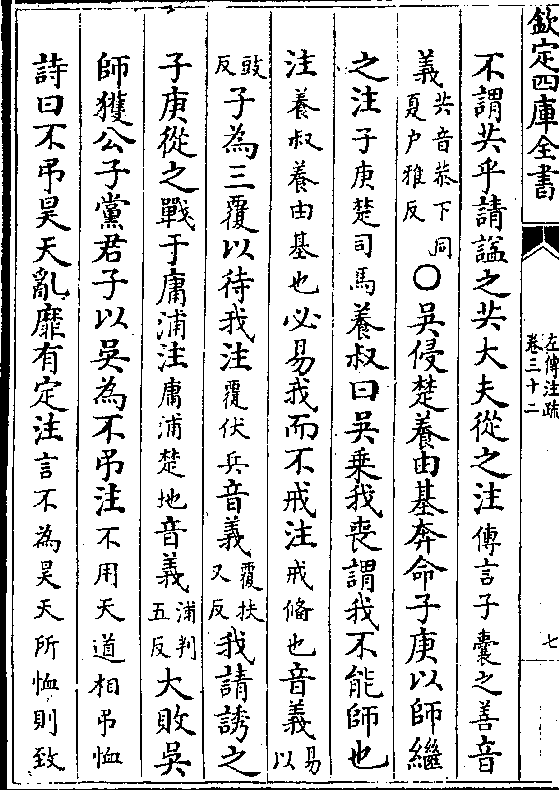 欽定四庫全書
左傳注疏
卷三十二
七
不謂共乎請諡之共大夫從之注傳言子囊之善音
義共音恭下同夏户雅反〇吳侵楚養由基奔命子庚以師繼
之注子庚楚司馬養叔曰吳乘我喪謂我不能師也
注養叔養由基也必易我而不戒注戒備也音義易以
豉反子為三覆以待我注覆伏兵音義覆扶又反我請誘之
子庚從之戰于庸浦注庸浦楚地音義浦判五反大敗吳
師獲公子黨君子以吳為不弔注不用天道相弔恤
詩曰不弔昊天亂靡有定注言不為昊天所恤則致